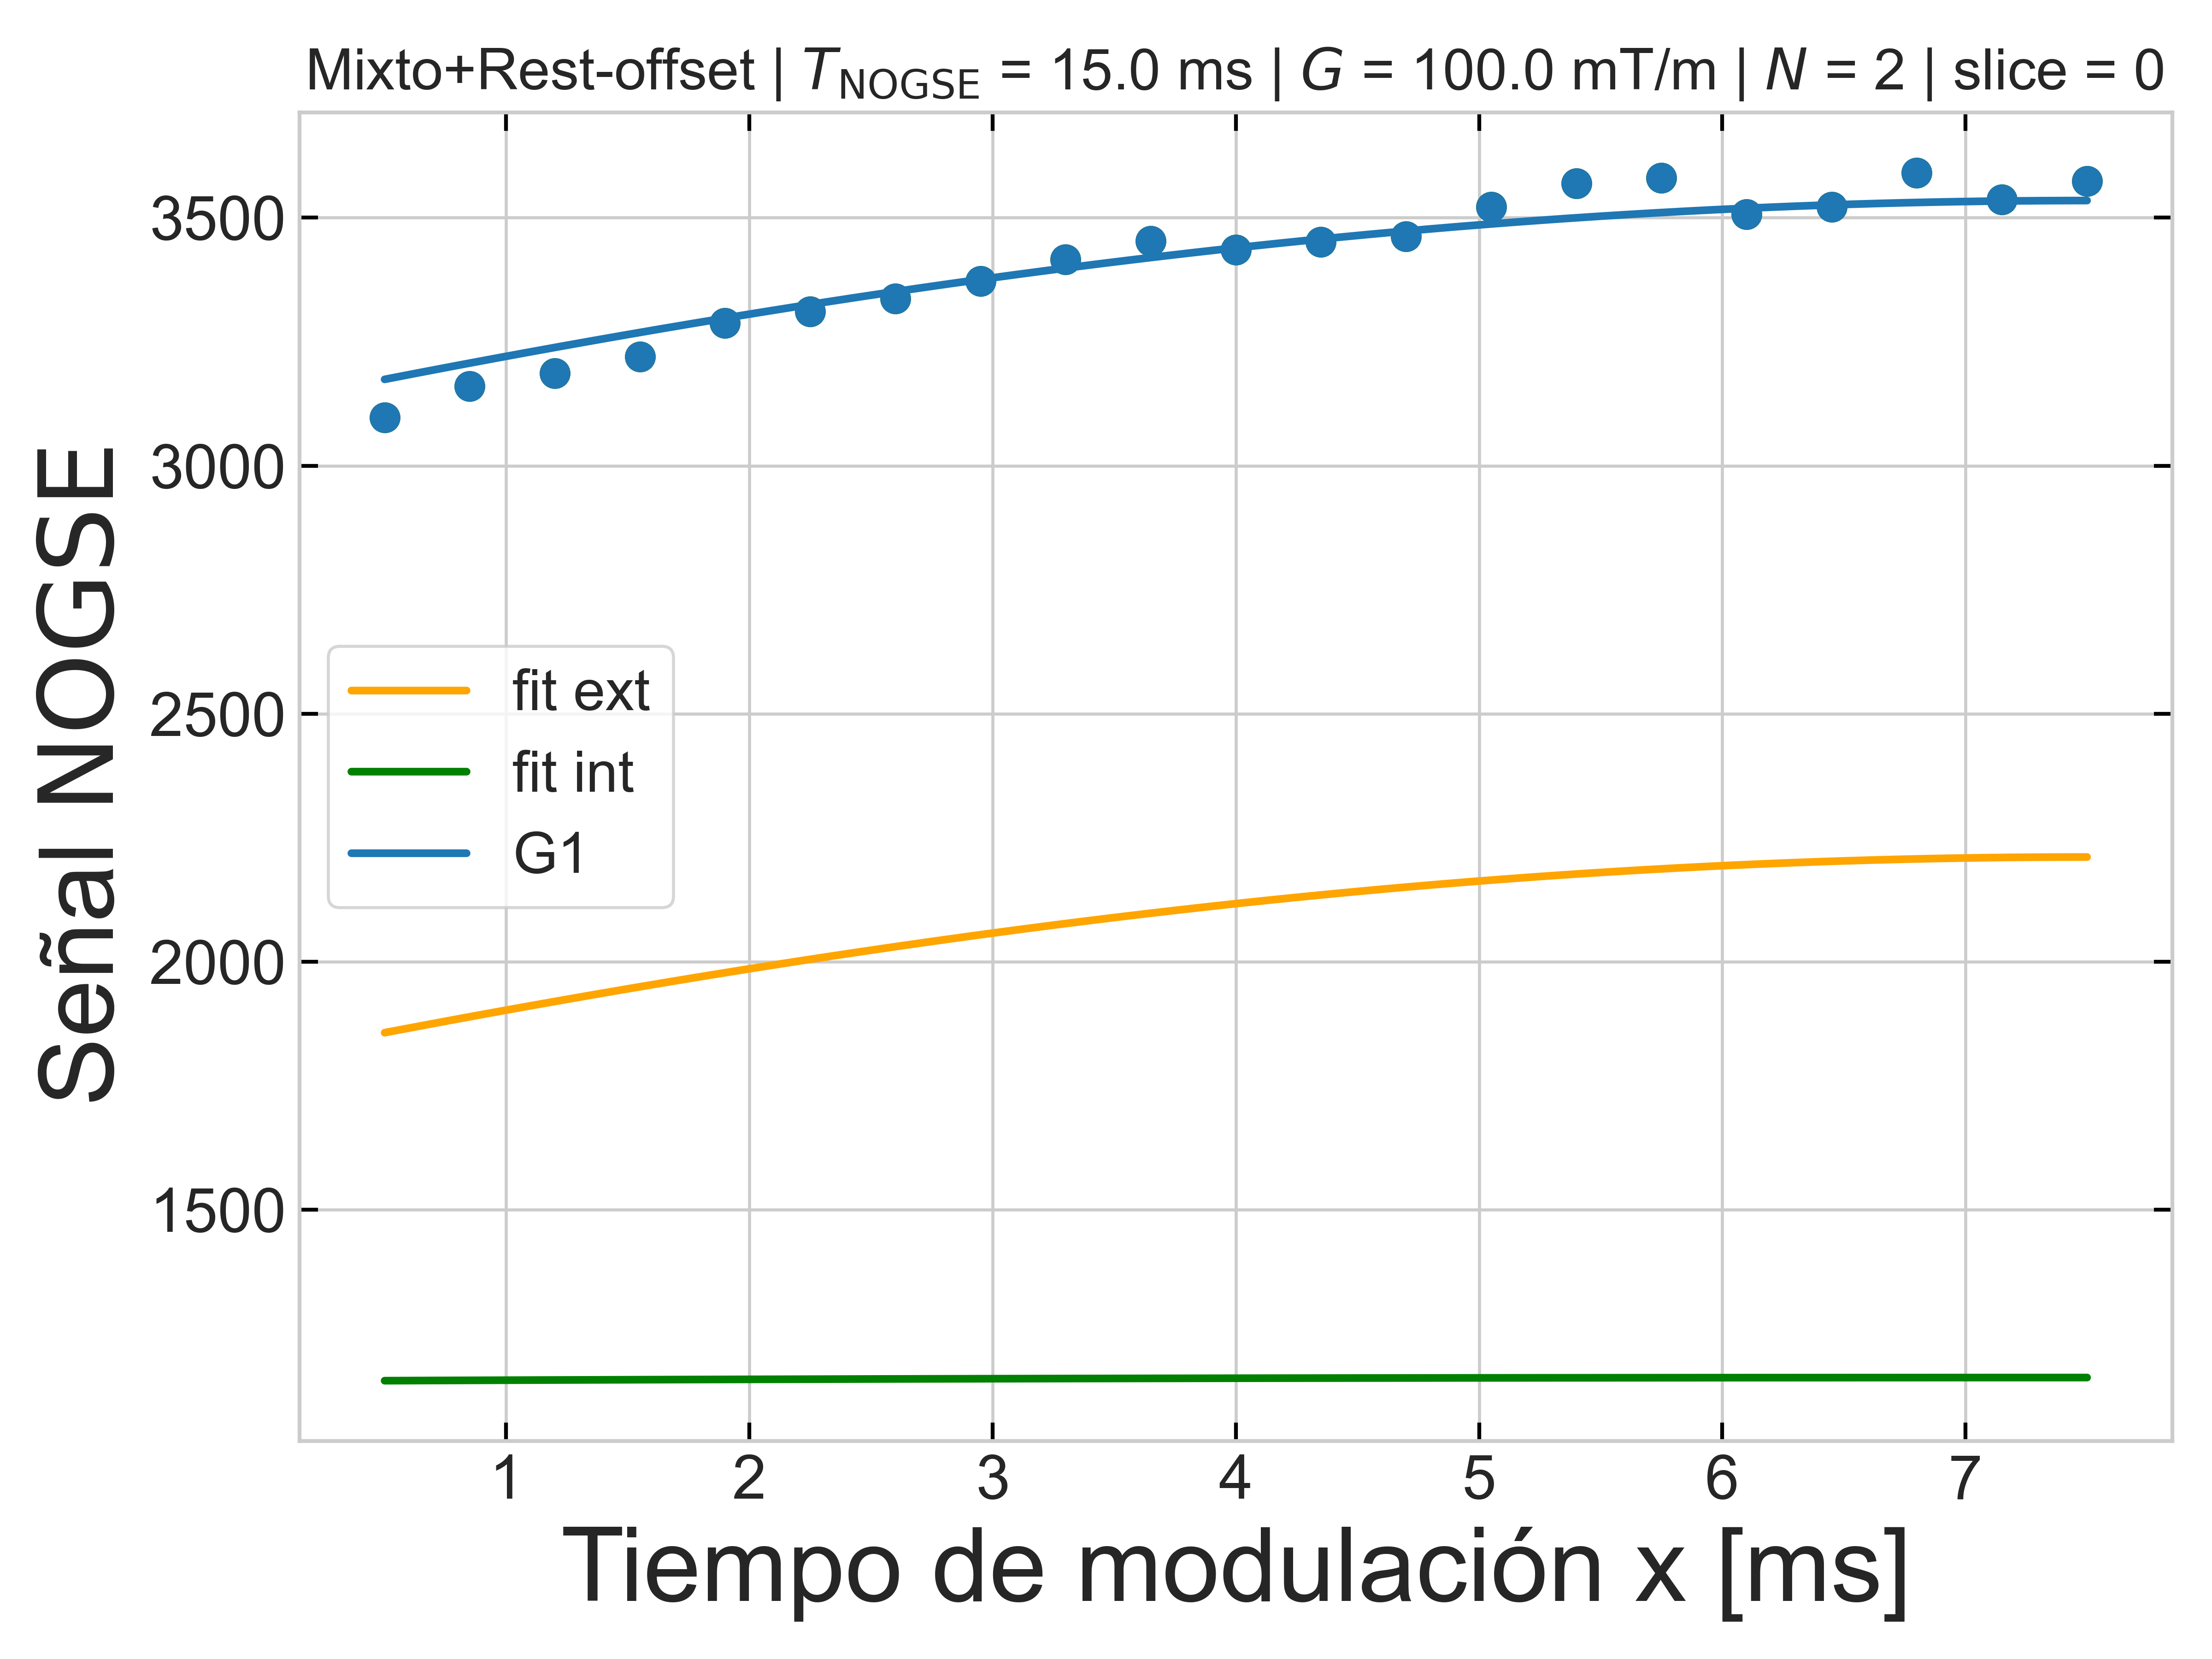 Mixto+Rest-offset | T_NOGSE = 15.0 ms | G = 100.0 mT/m | N = 2 | slice = 0
Señal NOGSE
3500
3000
2500
2000
1500
fit ext
fit int
G1
1 2 3 4 5 6 7
Tiempo de modulación x [ms]